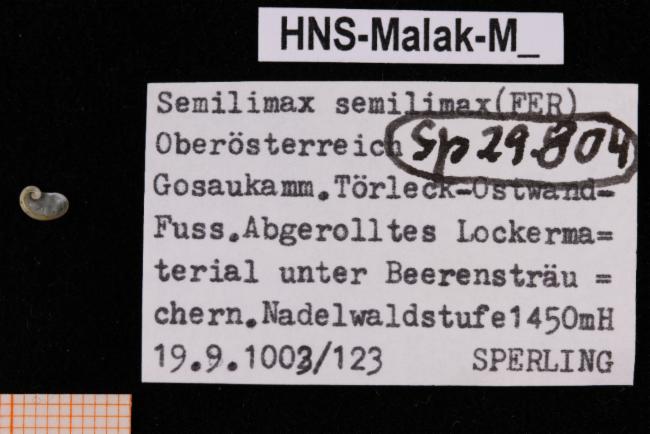 HNS-Malak-M_
Semilimax semilimax(FER)
Oberösterreich Sp 29.804
Gosaukamm.Törleck-Ostwand-
Fuss.Abgerolltes Lockerma=
terial unter Beerensträu =
chern.Nadelwaldstufe1450mH
19.9.1003/123 SPERLING